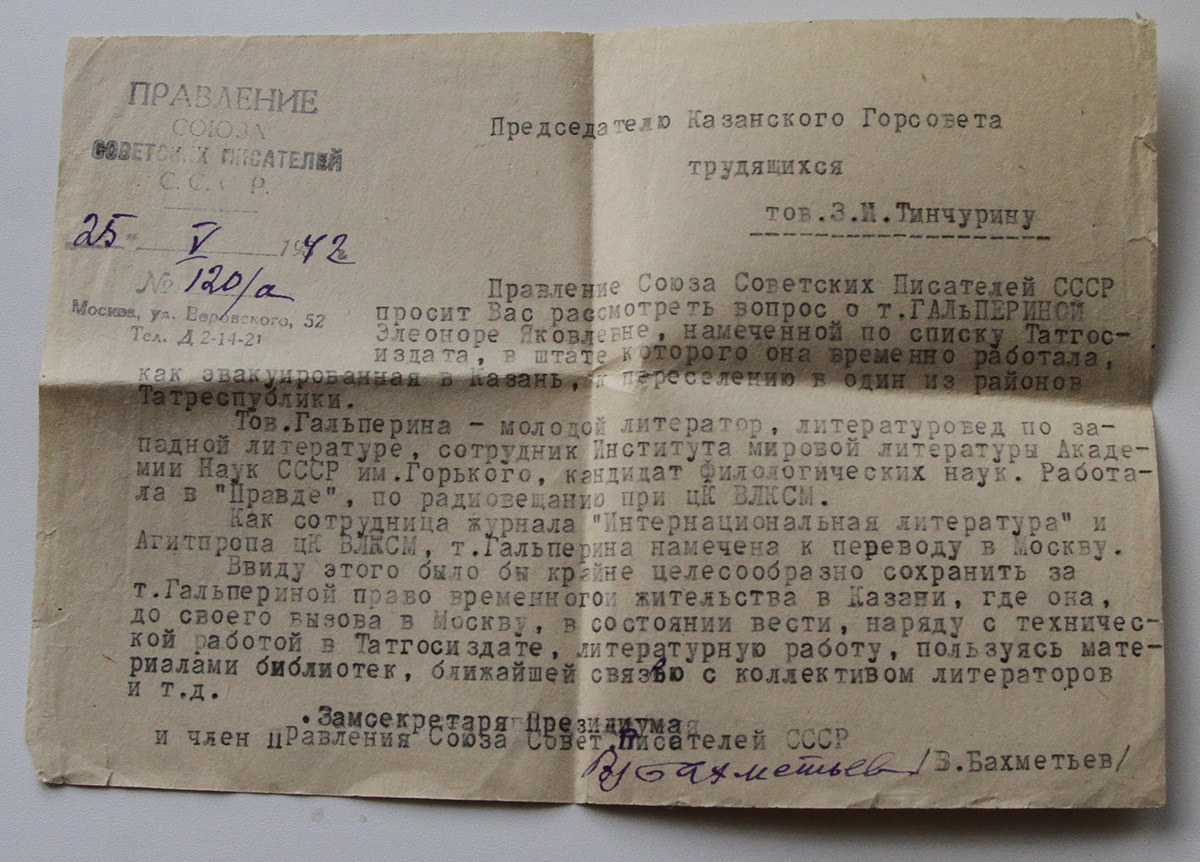 ПРАВЛЕНИЕ
СОЮЗА
СОВЕТСКИХ ПИСАТЕЛЕЙ
С.С.С.Р.
"25" V 1942
№ 120/а
Москва, ул. Воровского, 52
Тел. Д 2-14-21
Председателю Казанского Горсовета
трудящихся
тов.З.И.Тинчурину
Правление Союза Советских Писателей СССР
просит Вас рассмотреть вопрос о т.ГАЛЬПЕРИНОЙ
Элеоноре Яковлевне, намеченной по списку Татгос-
издата, в штате которого она временно работала,
как эвакуированная в Казань, к переселению в один из районов
Татреспублики.
Тов.Гальперина - молодой литератор, литературовед по за-
падной литературе, сотрудник Института мировой литературы Акаде-
мии Наук СССР им.Горького, кандидат филологических наук. Работа-
ла в "Правде", по радиовещанию при ЦК ВЛКСМ.
Как сотрудница журнала "Интернациональная литература" и
Агитпропа ЦК ВЛКСМ, т.Гальперина намечена к переводу в Москву.
Ввиду этого было бы крайне целесообразно сохранить за
т.Гальпериной право временногои жительства в Казани, где она,
до своего вызова в Москву, в состоянии вести, наряду с техничес-
кой работой в Татгосиздате, литературную работу, пользуясь мате-
риалами библиотек, ближайшей связью с коллективом литераторов
и т.д.
Замсекретаря Президиума
и член Правления Союза Совет.Писателей СССР
В. Бахметьев /В.Бахметьев/